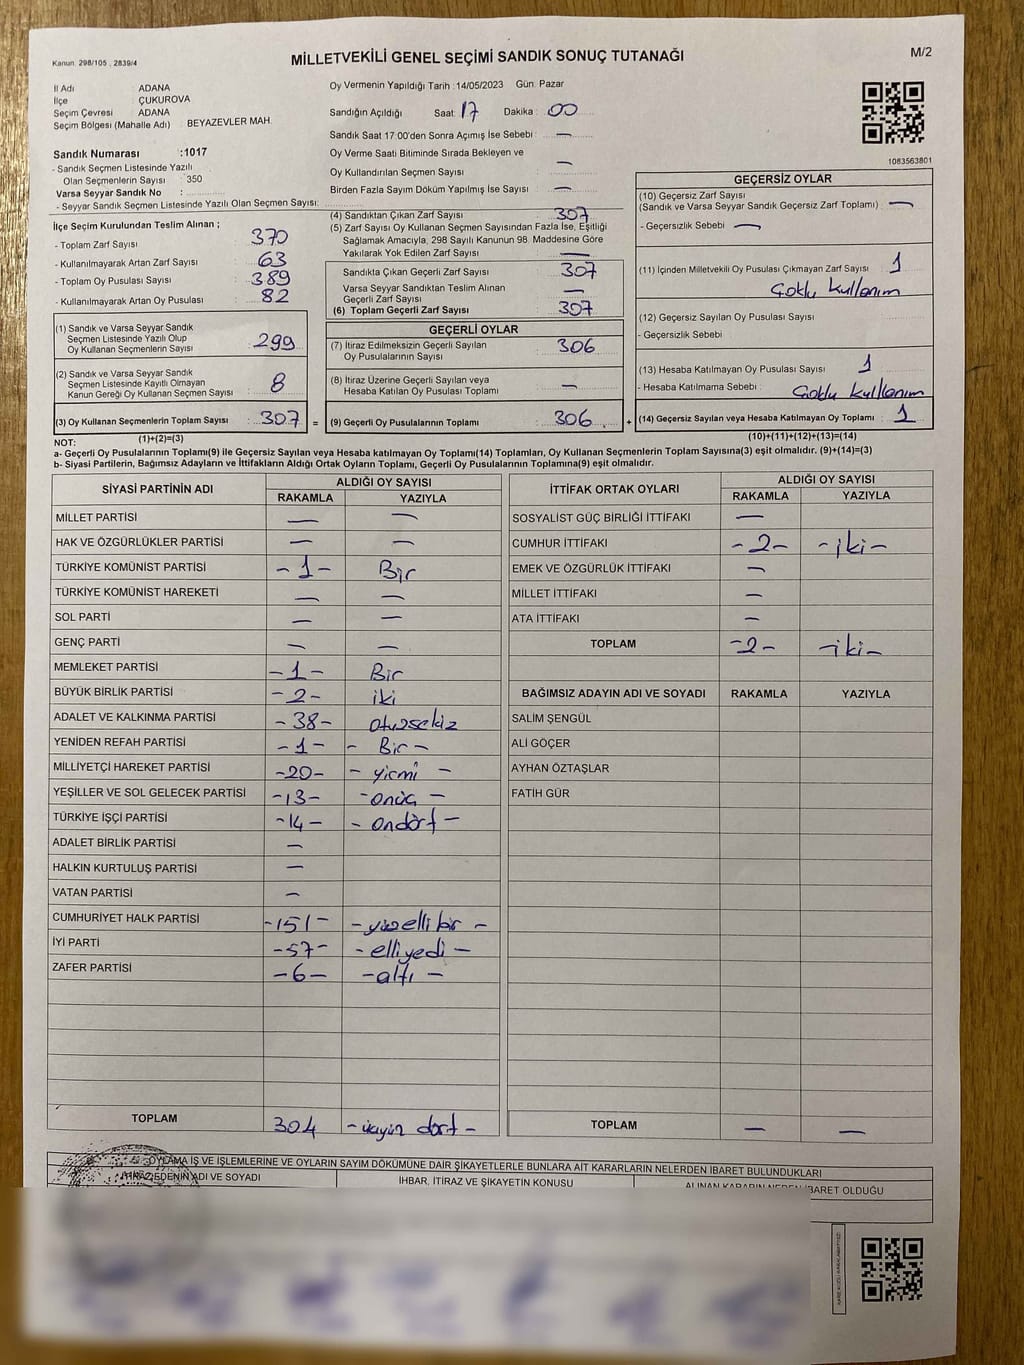 Kanun: 298/105 , 2839/4
MİLLETVEKİLİ GENEL SEÇİMİ SANDIK SONUÇ TUTANAĞI
M/2
İl Adı ADANA
İlçe ÇUKUROVA
Seçim Çevresi ADANA
Seçim Bölgesi (Mahalle Adı) BEYAZEVLER MAH.
Sandık Numarası :1017
- Sandık Seçmen Listesinde Yazılı
Olan Seçmenlerin Sayısı : 350
Varsa Seyyar Sandık No :
- Seyyar Sandık Seçmen Listesinde Yazılı Olan Seçmen Sayısı:
Oy Vermenin Yapıldığı Tarih :14/05/2023 Gün: Pazar
Sandığın Açıldığı Saat 17 Dakika : 00
Sandık Saat 17:00'den Sonra Açımış İse Sebebi : —
Oy Verme Saati Bitiminde Sırada Bekleyen ve
Oy Kullandırılan Seçmen Sayısı : —
Birden Fazla Sayım Döküm Yapılmış İse Sayısı : —
1083563801
İlçe Seçim Kurulundan Teslim Alınan ;
- Toplam Zarf Sayısı : 370
- Kullanılmayarak Artan Zarf Sayısı : 63
- Toplam Oy Pusulası Sayısı : 389
- Kullanılmayarak Artan Oy Pusulası : 82
(1) Sandık ve Varsa Seyyar Sandık
Seçmen Listesinde Yazılı Olup
Oy Kullanan Seçmenlerin Sayısı : 299
(2) Sandık ve Varsa Seyyar Sandık
Seçmen Listesinde Kayıtlı Olmayan
Kanun Gereği Oy Kullanan Seçmen Sayısı : 8
(3) Oy Kullanan Seçmenlerin Toplam Sayısı : 307 =
(1)+(2)=(3)
(4) Sandıktan Çıkan Zarf Sayısı : 307
(5) Zarf Sayısı Oy Kullanan Seçmen Sayısından Fazla İse, Eşitliği
Sağlamak Amacıyla, 298 Sayılı Kanunun 98. Maddesine Göre
Yakılarak Yok Edilen Zarf Sayısı : —
Sandıkta Çıkan Geçerli Zarf Sayısı : 307
Varsa Seyyar Sandıktan Teslim Alınan
Geçerli Zarf Sayısı : —
(6) Toplam Geçerli Zarf Sayısı : 307
GEÇERLİ OYLAR
(7) İtiraz Edilmeksizin Geçerli Sayılan
Oy Pusulalarının Sayısı : 306
(8) İtiraz Üzerine Geçerli Sayılan veya
Hesaba Katılan Oy Pusulası Toplamı : —
(9) Geçerli Oy Pusulalarının Toplamı : 306 +
GEÇERSİZ OYLAR
(10) Geçersiz Zarf Sayısı
(Sandık ve Varsa Seyyar Sandık Geçersiz Zarf Toplamı) : —
- Geçersizlik Sebebi : —
(11) İçinden Milletvekili Oy Pusulası Çıkmayan Zarf Sayısı : 1
Çoklu kullanım
(12) Geçersiz Sayılan Oy Pusulası Sayısı :
- Geçersizlik Sebebi :
(13) Hesaba Katılmayan Oy Pusulası Sayısı : 1
- Hesaba Katılmama Sebebi : Çoklu kullanım
(14) Geçersiz Sayılan veya Hesaba Katılmayan Oy Toplamı : 1
(10)+(11)+(12)+(13)=(14)
NOT:
a- Geçerli Oy Pusulalarının Toplamı(9) ile Geçersiz Sayılan veya Hesaba katılmayan Oy Toplamı(14) Toplamları, Oy Kullanan Seçmenlerin Toplam Sayısına(3) eşit olmalıdır. (9)+(14)=(3)
b- Siyasi Partilerin, Bağımsız Adayların ve İttifakların Aldığı Ortak Oyların Toplamı, Geçerli Oy Pusulalarının Toplamına(9) eşit olmalıdır.
SİYASİ PARTİNİN ADI ALDIĞI OY SAYISI
RAKAMLA YAZIYLA
MİLLET PARTİSİ — —
HAK VE ÖZGÜRLÜKLER PARTİSİ — —
TÜRKİYE KOMÜNİST PARTİSİ -1- Bir
TÜRKİYE KOMÜNİST HAREKETİ — —
SOL PARTİ — —
GENÇ PARTİ — —
MEMLEKET PARTİSİ -1- Bir
BÜYÜK BİRLİK PARTİSİ -2- iki
ADALET VE KALKINMA PARTİSİ -38- otuzsekiz
YENİDEN REFAH PARTİSİ -1- - Bir -
MİLLİYETÇİ HAREKET PARTİSİ -20- - yirmi -
YEŞİLLER VE SOL GELECEK PARTİSİ -13- - onüç -
TÜRKİYE İŞÇİ PARTİSİ -14- - ondört -
ADALET BİRLİK PARTİSİ —
HALKIN KURTULUŞ PARTİSİ —
VATAN PARTİSİ —
CUMHURİYET HALK PARTİSİ -151- - yüzelli bir -
İYİ PARTİ -57- - elliyedi -
ZAFER PARTİSİ -6- - altı -
TOPLAM 304 - üçyüz dört -
İTTİFAK ORTAK OYLARI ALDIĞI OY SAYISI
RAKAMLA YAZIYLA
SOSYALİST GÜÇ BİRLİĞİ İTTİFAKI —
CUMHUR İTTİFAKI -2- - iki -
EMEK VE ÖZGÜRLÜK İTTİFAKI —
MİLLET İTTİFAKI —
ATA İTTİFAKI —
TOPLAM -2- - iki -
BAĞIMSIZ ADAYIN ADI VE SOYADI RAKAMLA YAZIYLA
SALİM ŞENGÜL
ALİ GÖÇER
AYHAN ÖZTAŞLAR
FATİH GÜR
TOPLAM — —
OYLAMA İŞ VE İŞLEMLERİNE VE OYLARIN SAYIM DÖKÜMÜNE DAİR ŞİKAYETLERLE BUNLARA AİT KARARLARIN NELERDEN İBARET BULUNDUKLARI
İTİRAZ EDENİN ADI VE SOYADI İHBAR, İTİRAZ VE ŞİKAYETİN KONUSU ALINAN KARARIN NEDEN İBARET OLDUĞU